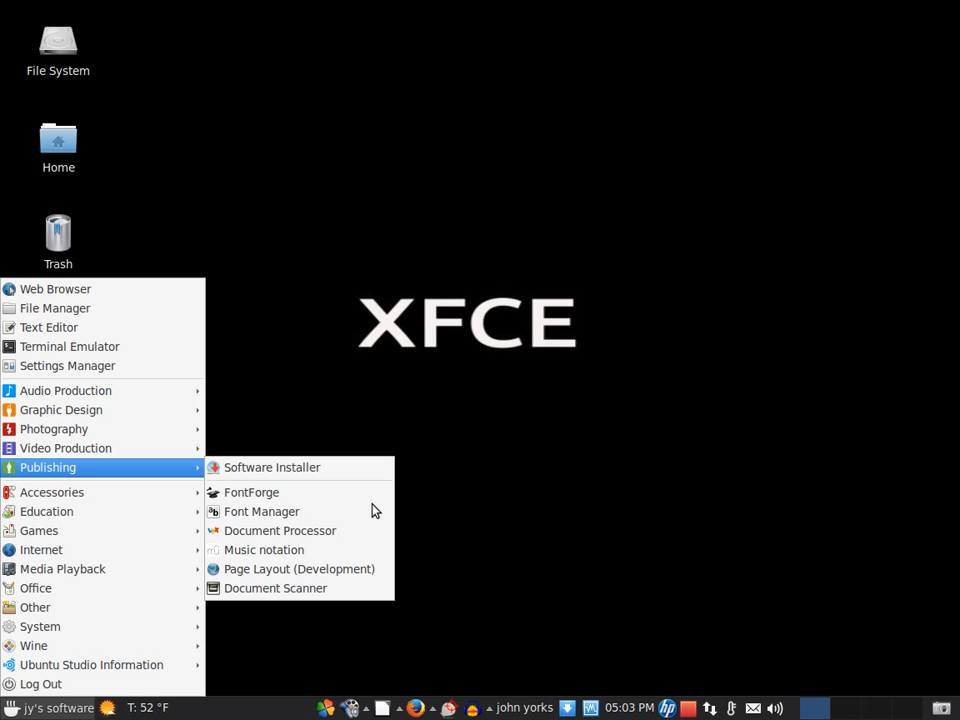 File System
Home
Trash
XFCE
Web Browser
File Manager
Text Editor
Terminal Emulator
Settings Manager
Audio Production
Graphic Design
Photography
Video Production
Publishing
Accessories
Education
Games
Internet
Media Playback
Office
Other
System
Wine
Ubuntu Studio Information
Log Out
Software Installer
FontForge
Font Manager
Document Processor
Music notation
Page Layout (Development)
Document Scanner
jy's software T: 52 °F john yorks 05:03 PM hp